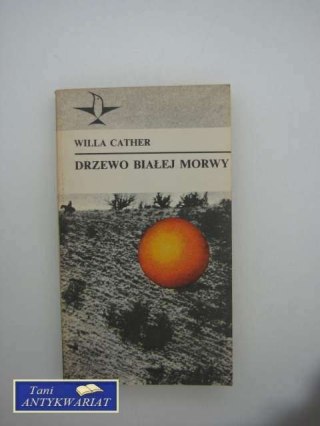 WILLA CATHER
DRZEWO BIAŁEJ MORWY
Tani
ANTYKWARIAT